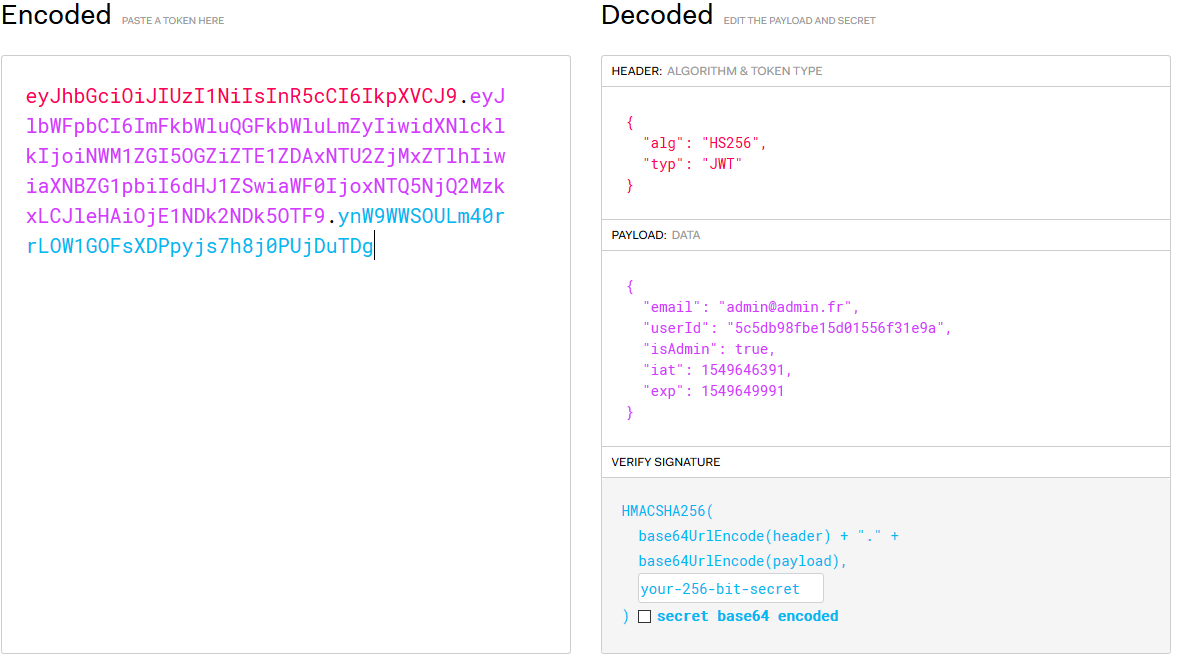 Encoded PASTE A TOKEN HERE
eyJhbGciOiJIUzI1NiIsInR5cCI6IkpXVCJ9.eyJ
lbWFpbCI6ImFkbWluQGFkbWluLmZyIiwidXNlckl
kIjoiNWM1ZGI5OGZiZTE1ZDAxNTU2ZjMxZTlhIiw
iaXNBZG1pbiI6dHJ1ZSwiaWF0IjoxNTQ5NjQ2Mzk
xLCJleHAiOjE1NDk2NDk5OTF9.ynW9WWSOULm40r
rLOW1GOFsXDPpyjs7h8j0PUjDuTDg
Decoded EDIT THE PAYLOAD AND SECRET
HEADER: ALGORITHM & TOKEN TYPE
{
"alg": "HS256",
"typ": "JWT"
}
PAYLOAD: DATA
{
"email": "admin@admin.fr",
"userId": "5c5db98fbe15d01556f31e9a",
"isAdmin": true,
"iat": 1549646391,
"exp": 1549649991
}
VERIFY SIGNATURE
HMACSHA256(
base64UrlEncode(header) + "." +
base64UrlEncode(payload),
your-256-bit-secret
) secret base64 encoded